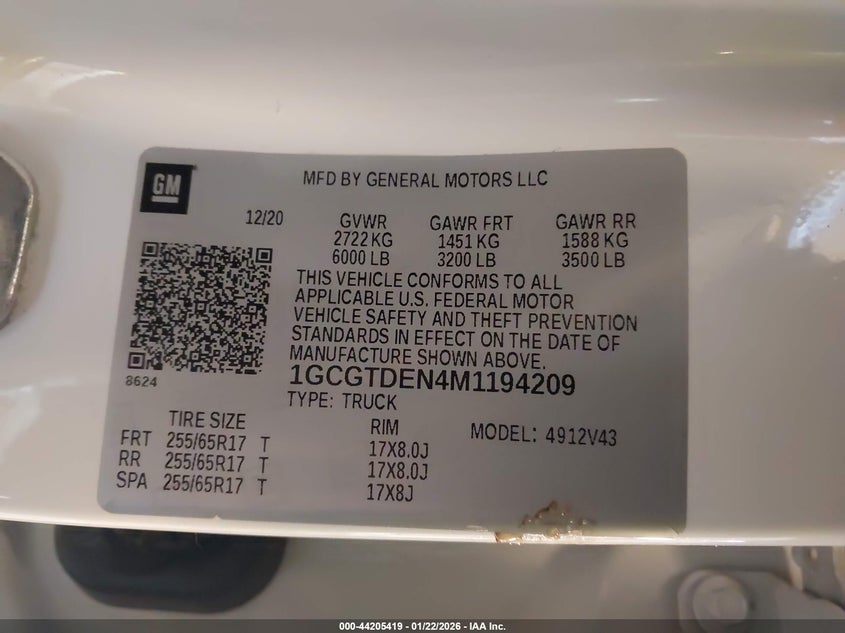 GM
MFD BY GENERAL MOTORS LLC
12/20 GVWR GAWR FRT GAWR RR
2722 KG 1451 KG 1588 KG
6000 LB 3200 LB 3500 LB
THIS VEHICLE CONFORMS TO ALL
APPLICABLE U.S. FEDERAL MOTOR
VEHICLE SAFETY AND THEFT PREVENTION
STANDARDS IN EFFECT ON THE DATE OF
MANUFACTURE SHOWN ABOVE.
8624
1GCGTDEN4M1194209
TYPE: TRUCK
TIRE SIZE RIM MODEL: 4912V43
FRT 255/65R17 T 17X8.0J
RR 255/65R17 T 17X8.0J
SPA 255/65R17 T 17X8J
000-44205419 - 01/22/2026 - IAA Inc.